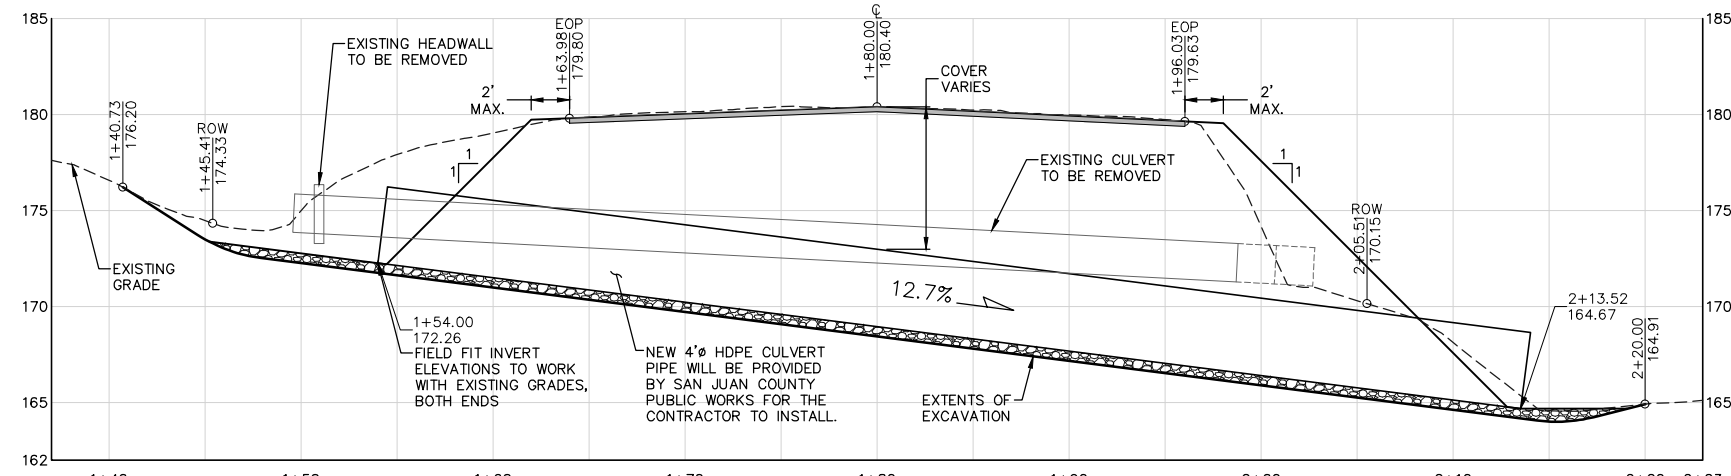 185
185
180
180
175
175
170
170
165
165
162
1+40.73
176.20
ROW
1+45.41
174.33
EXISTING HEADWALL
TO BE REMOVED
2'
MAX.
EOP
1+63.98
179.80
℄
1+80.00
180.40
COVER
VARIES
EOP
1+96.03
179.63
2'
MAX.
1
1
EXISTING CULVERT
TO BE REMOVED
1
1
ROW
2+05.51
170.15
EXISTING
GRADE
12.7%
1+54.00
172.26
FIELD FIT INVERT
ELEVATIONS TO WORK
WITH EXISTING GRADES,
BOTH ENDS
NEW 4'ø HDPE CULVERT
PIPE WILL BE PROVIDED
BY SAN JUAN COUNTY
PUBLIC WORKS FOR THE
CONTRACTOR TO INSTALL.
EXTENTS OF
EXCAVATION
2+13.52
164.67
2+20.00
164.91